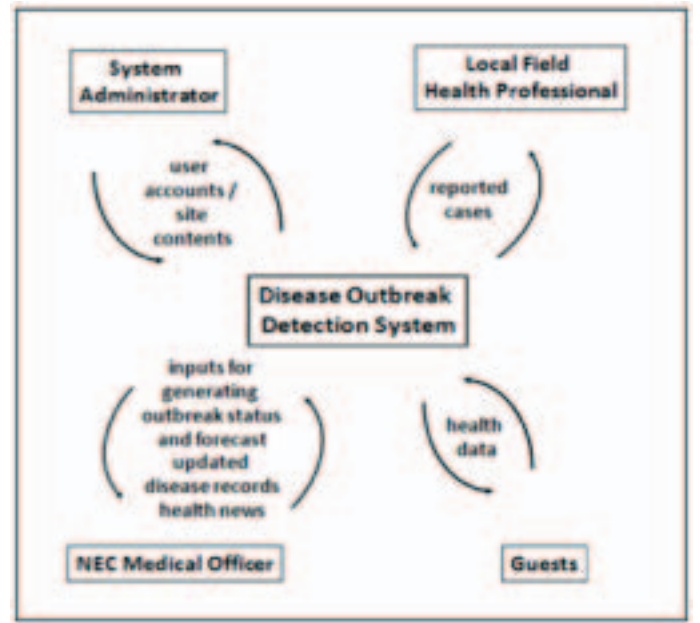 System
Administrator
Local Field
Health Professional
user
accounts /
site
contents
reported
cases
Disease Outbreak
Detection System
inputs for
generating
outbreak status
and forecast
updated
disease records
health news
health
data
NEC Medical Officer
Guests